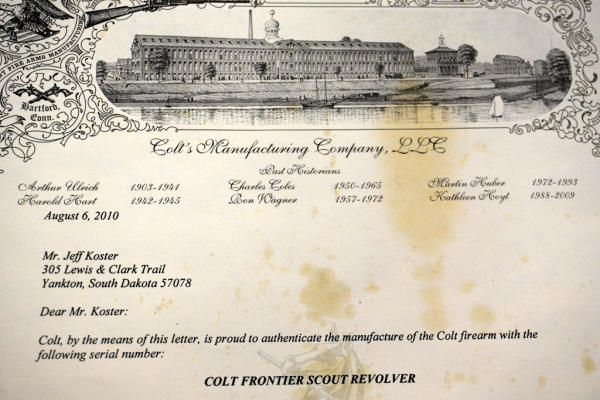 FIRE ARMS MANUFACTURING
Hartford,
Conn.
Colt's Manufacturing Company, LLC
Past Historians
Arthur Ulrich 1903-1941 Charles Coles 1950-1965 Martin Huber 1972-1993
Harold Hart 1942-1945 Ron Wagner 1957-1972 Kathleen Hoyt 1988-2009
August 6, 2010
Mr. Jeff Koster
305 Lewis & Clark Trail
Yankton, South Dakota 57078
Dear Mr. Koster:
Colt, by the means of this letter, is proud to authenticate the manufacture of the Colt firearm with the
following serial number:
COLT FRONTIER SCOUT REVOLVER